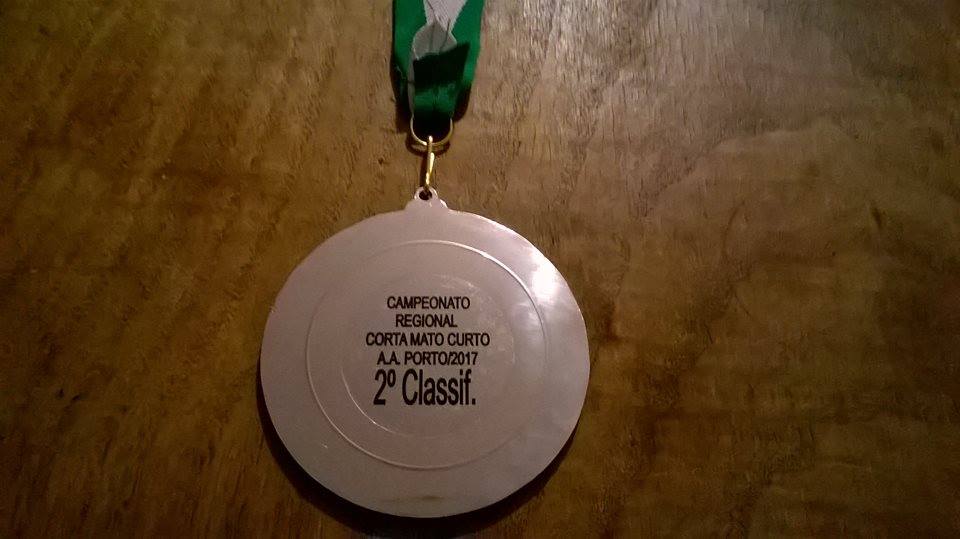 CAMPEONATO
REGIONAL
CORTA MATO CURTO
A.A. PORTO/2017
2º Classif.